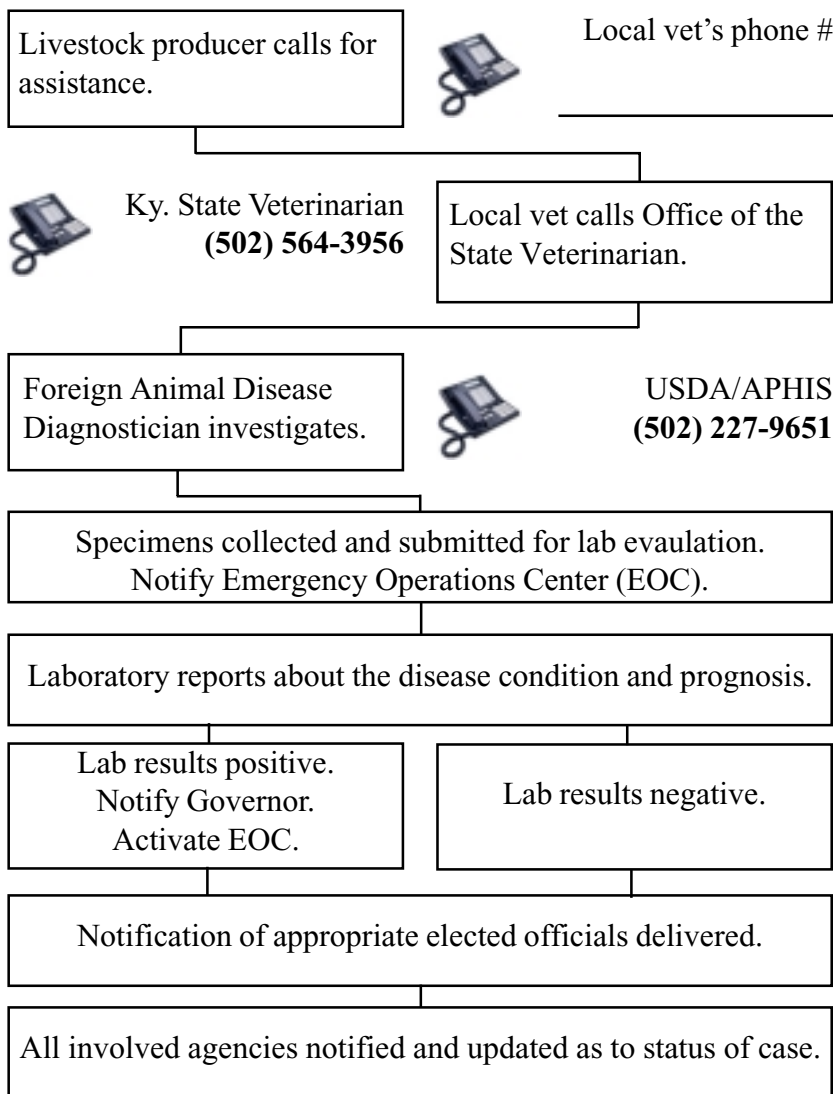 Livestock producer calls for
assistance.
Local vet's phone #
Ky. State Veterinarian
(502) 564-3956
Local vet calls Office of the
State Veterinarian.
Foreign Animal Disease
Diagnostician investigates.
USDA/APHIS
(502) 227-9651
Specimens collected and submitted for lab evaulation.
Notify Emergency Operations Center (EOC).
Laboratory reports about the disease condition and prognosis.
Lab results positive.
Notify Governor.
Activate EOC.
Lab results negative.
Notification of appropriate elected officials delivered.
All involved agencies notified and updated as to status of case.